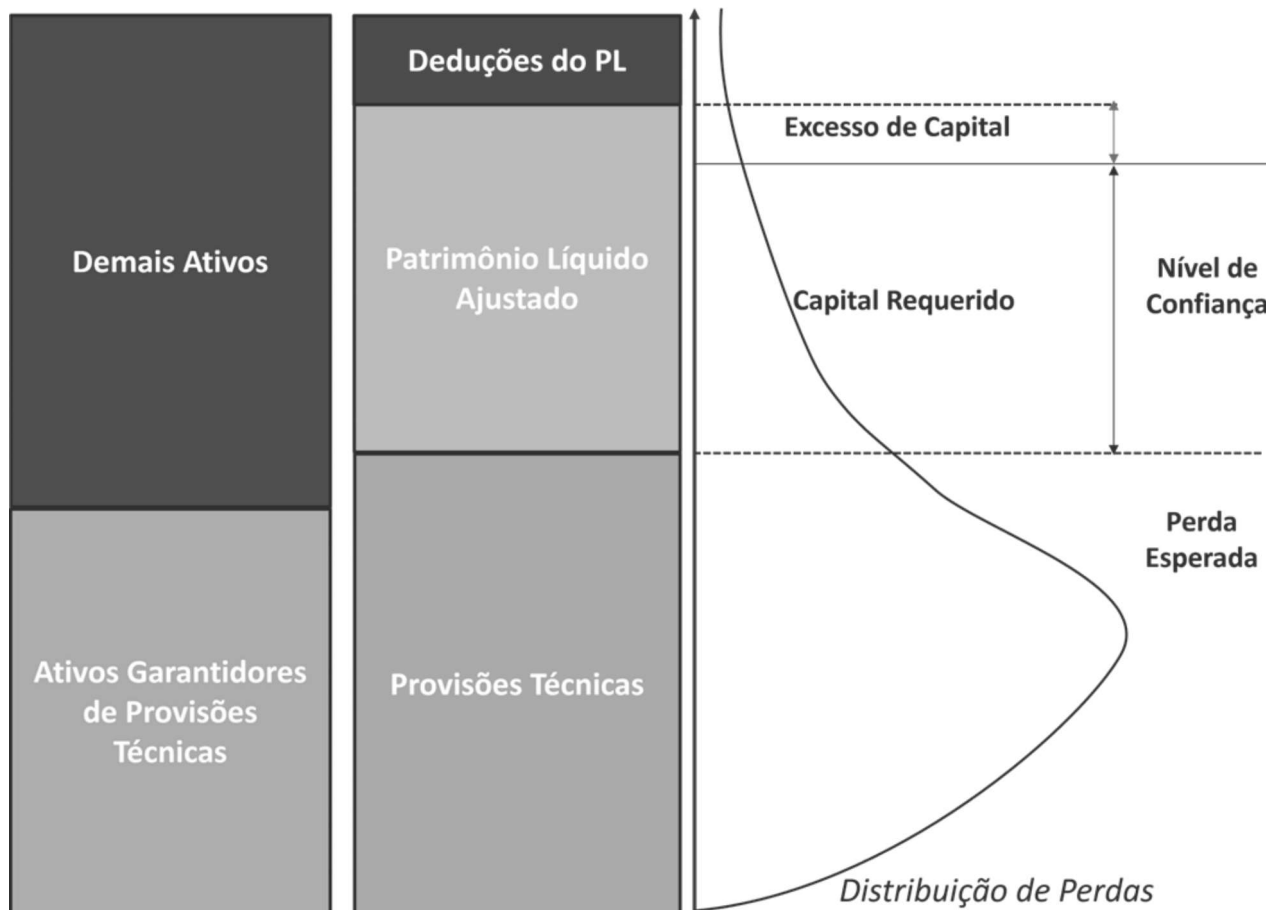 Demais Ativos
Ativos Garantidores
de Provisões
Técnicas
Deduções do PL
Patrimônio Líquido
Ajustado
Provisões Técnicas
Excesso de Capital
Capital Requerido
Nível de
Confiança
Perda
Esperada
Distribuição de Perdas